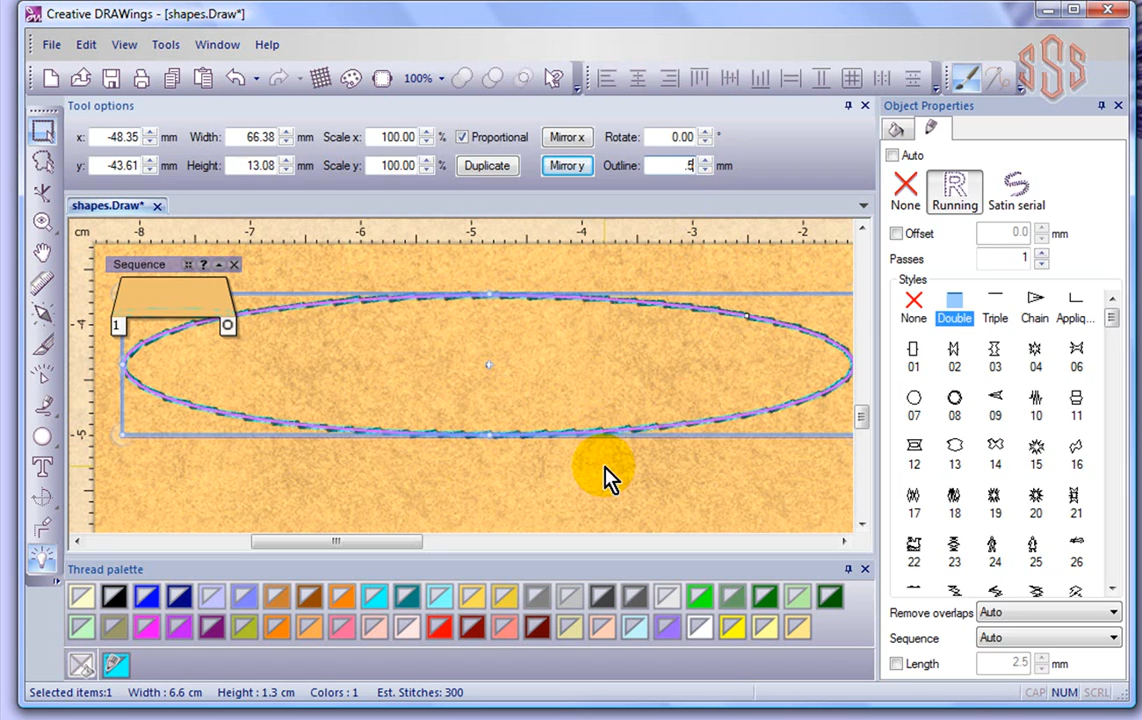 Creative DRAWings - [shapes.Draw*]
File Edit View Tools Window Help
100%
SSS
Tool options
Object Properties
x: -48.35 mm Width: 66.38 mm Scale x: 100.00 % Proportional Mirror x Rotate: 0.00 °
y: -43.61 mm Height: 13.08 mm Scale y: 100.00 % Duplicate Mirror y Outline: .5 mm
Auto
R S
None Running Satin serial
shapes.Draw*
cm -8 -7 -6 -5 -4 -3 -2
Offset 0.0 mm
Passes 1
Sequence ?
1
-4
-5
Styles
None Double Triple Chain Appliq...
01 02 03 04 06
07 08 09 10 11
12 13 14 15 16
17 18 19 20 21
22 23 24 25 26
Remove overlaps Auto
Sequence Auto
Length 2.5 mm
Thread palette
Selected items:1 Width : 6.6 cm Height : 1.3 cm Colors : 1 Est. Stitches: 300
CAP NUM SCRL